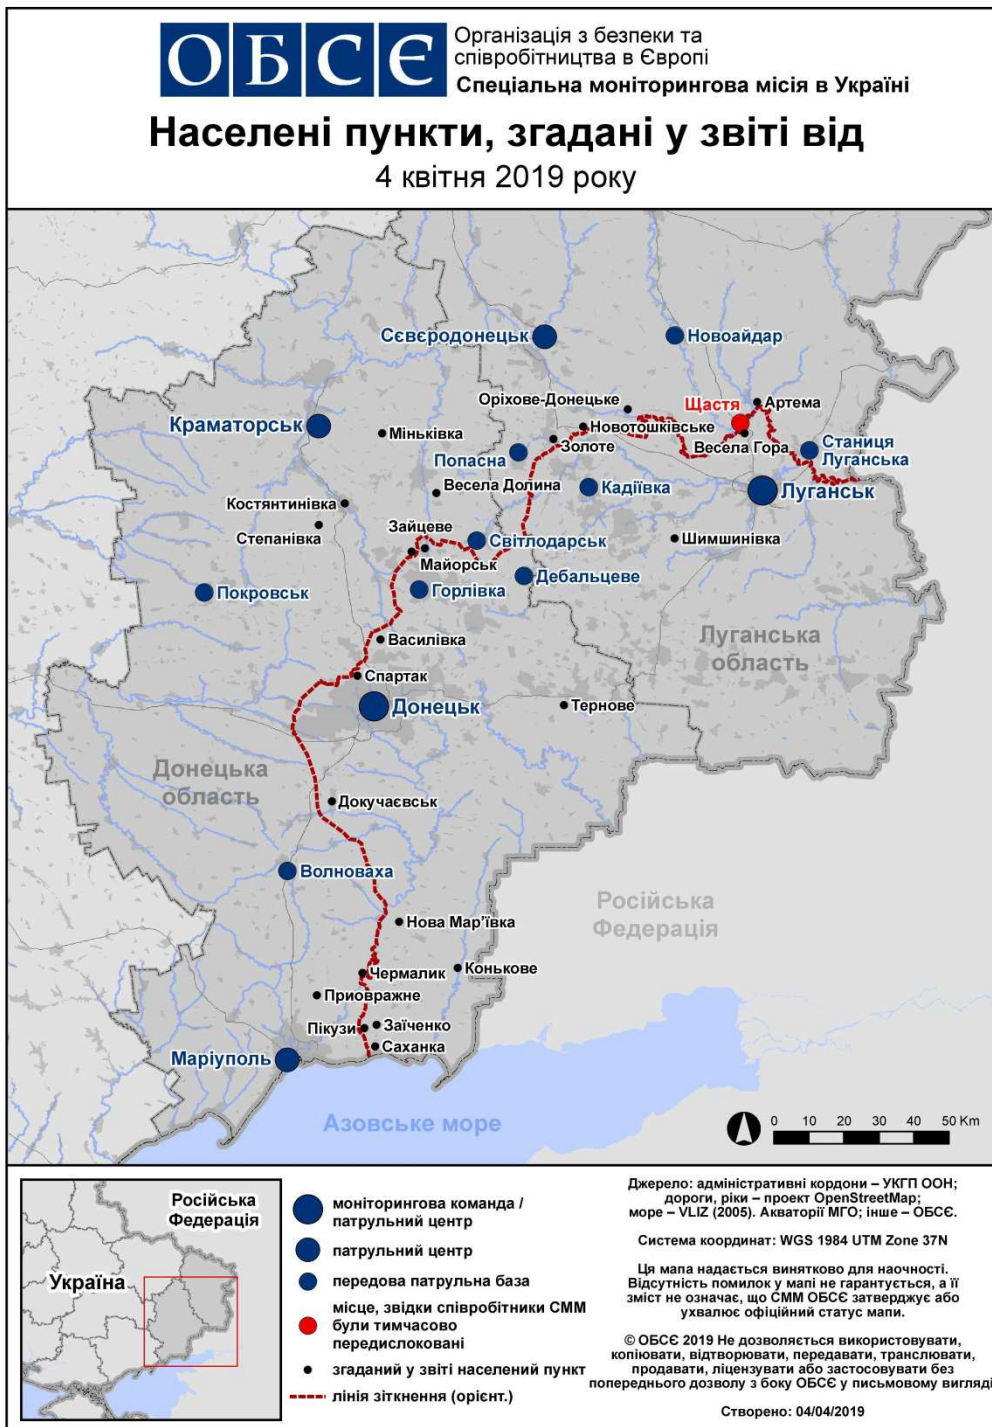 ОБСЄ
Організація з безпеки та
співробітництва в Європі
Спеціальна моніторингова місія в Україні
Населені пункти, згадані у звіті від
4 квітня 2019 року
Сєвєродонецьк
Новоайдар
Оріхове-Донецьке
Щастя
Артема
Краматорськ
Міньківка
Новотошківське
Золоте
Весела Гора
Станиця
Луганська
Попасна
Кадіївка
Луганськ
Весела Долина
Костянтинівка
Степанівка
Зайцеве
Майорськ
Світлодарськ
Шимшинівка
Дебальцеве
Покровськ
Горлівка
Василівка
Луганська
область
Спартак
Донецьк
Тернове
Донецька
область
Докучаєвськ
Волноваха
Російська
Федерація
Нова Мар'ївка
Чермалик
Конькове
Приовражне
Пікузи
Заїченко
Саханка
Маріуполь
Азовське море
0 10 20 30 40 50 Км
Російська
Федерація
Україна
моніторингова команда /
патрульний центр
патрульний центр
передова патрульна база
місце, звідки співробітники СММ
були тимчасово
передислоковані
згаданий у звіті населений пункт
лінія зіткнення (орієнт.)
Джерело: адміністративні кордони – УКГП ООН;
дороги, ріки – проект OpenStreetMap;
море – VLIZ (2005). Акваторії МГО; інше – ОБСЄ.
Система координат: WGS 1984 UTM Zone 37N
Ця мапа надається винятково для наочності.
Відсутність помилок у мапі не гарантується, а її
зміст не означає, що СММ ОБСЄ затверджує або
ухвалює офіційний статус мапи.
© ОБСЄ 2019 Не дозволяється використовувати,
копіювати, відтворювати, передавати, транслювати,
продавати, ліцензувати або застосовувати без
попереднього дозволу з боку ОБСЄ у письмовому вигляді
Створено: 04/04/2019